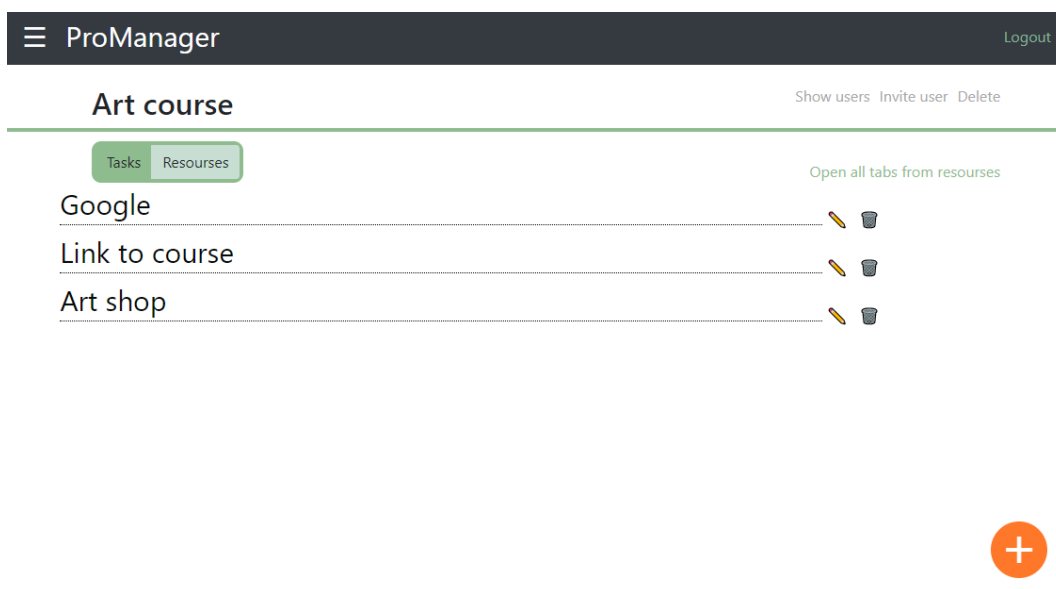 ☰ ProManager Logout
Art course Show users Invite user Delete
Tasks Resourses Open all tabs from resourses
Google
Link to course
Art shop
+